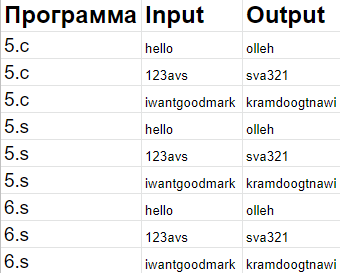 Программа Input Output
5.c hello olleh
5.c 123avs sva321
5.c iwantgoodmark kramdoogtnawi
5.s hello olleh
5.s 123avs sva321
5.s iwantgoodmark kramdoogtnawi
6.s hello olleh
6.s 123avs sva321
6.s iwantgoodmark kramdoogtnawi